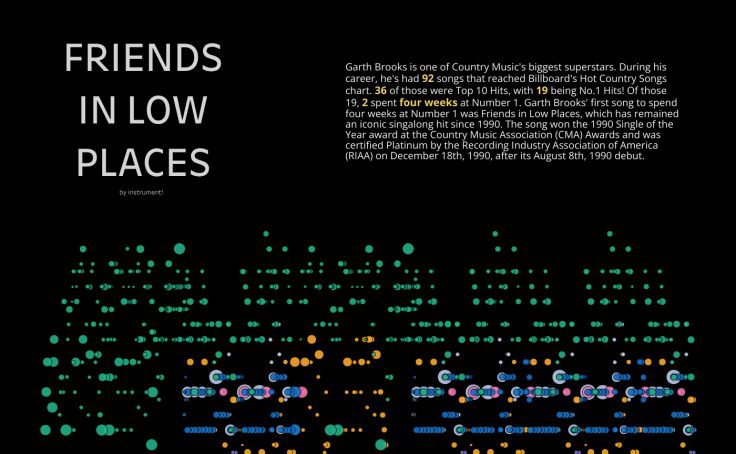 FRIENDS
IN LOW
PLACES
by instrument!
Garth Brooks is one of Country Music's biggest superstars. During his
career, he's had 92 songs that reached Billboard's Hot Country Songs
chart. 36 of those were Top 10 Hits, with 19 being No.1 Hits! Of those
19, 2 spent four weeks at Number 1. Garth Brooks' first song to spend
four weeks at Number 1 was Friends in Low Places, which has remained
an iconic singalong hit since 1990. The song won the 1990 Single of the
Year award at the Country Music Association (CMA) Awards and was
certified Platinum by the Recording Industry Association of America
(RIAA) on December 18th, 1990, after its August 8th, 1990 debut.